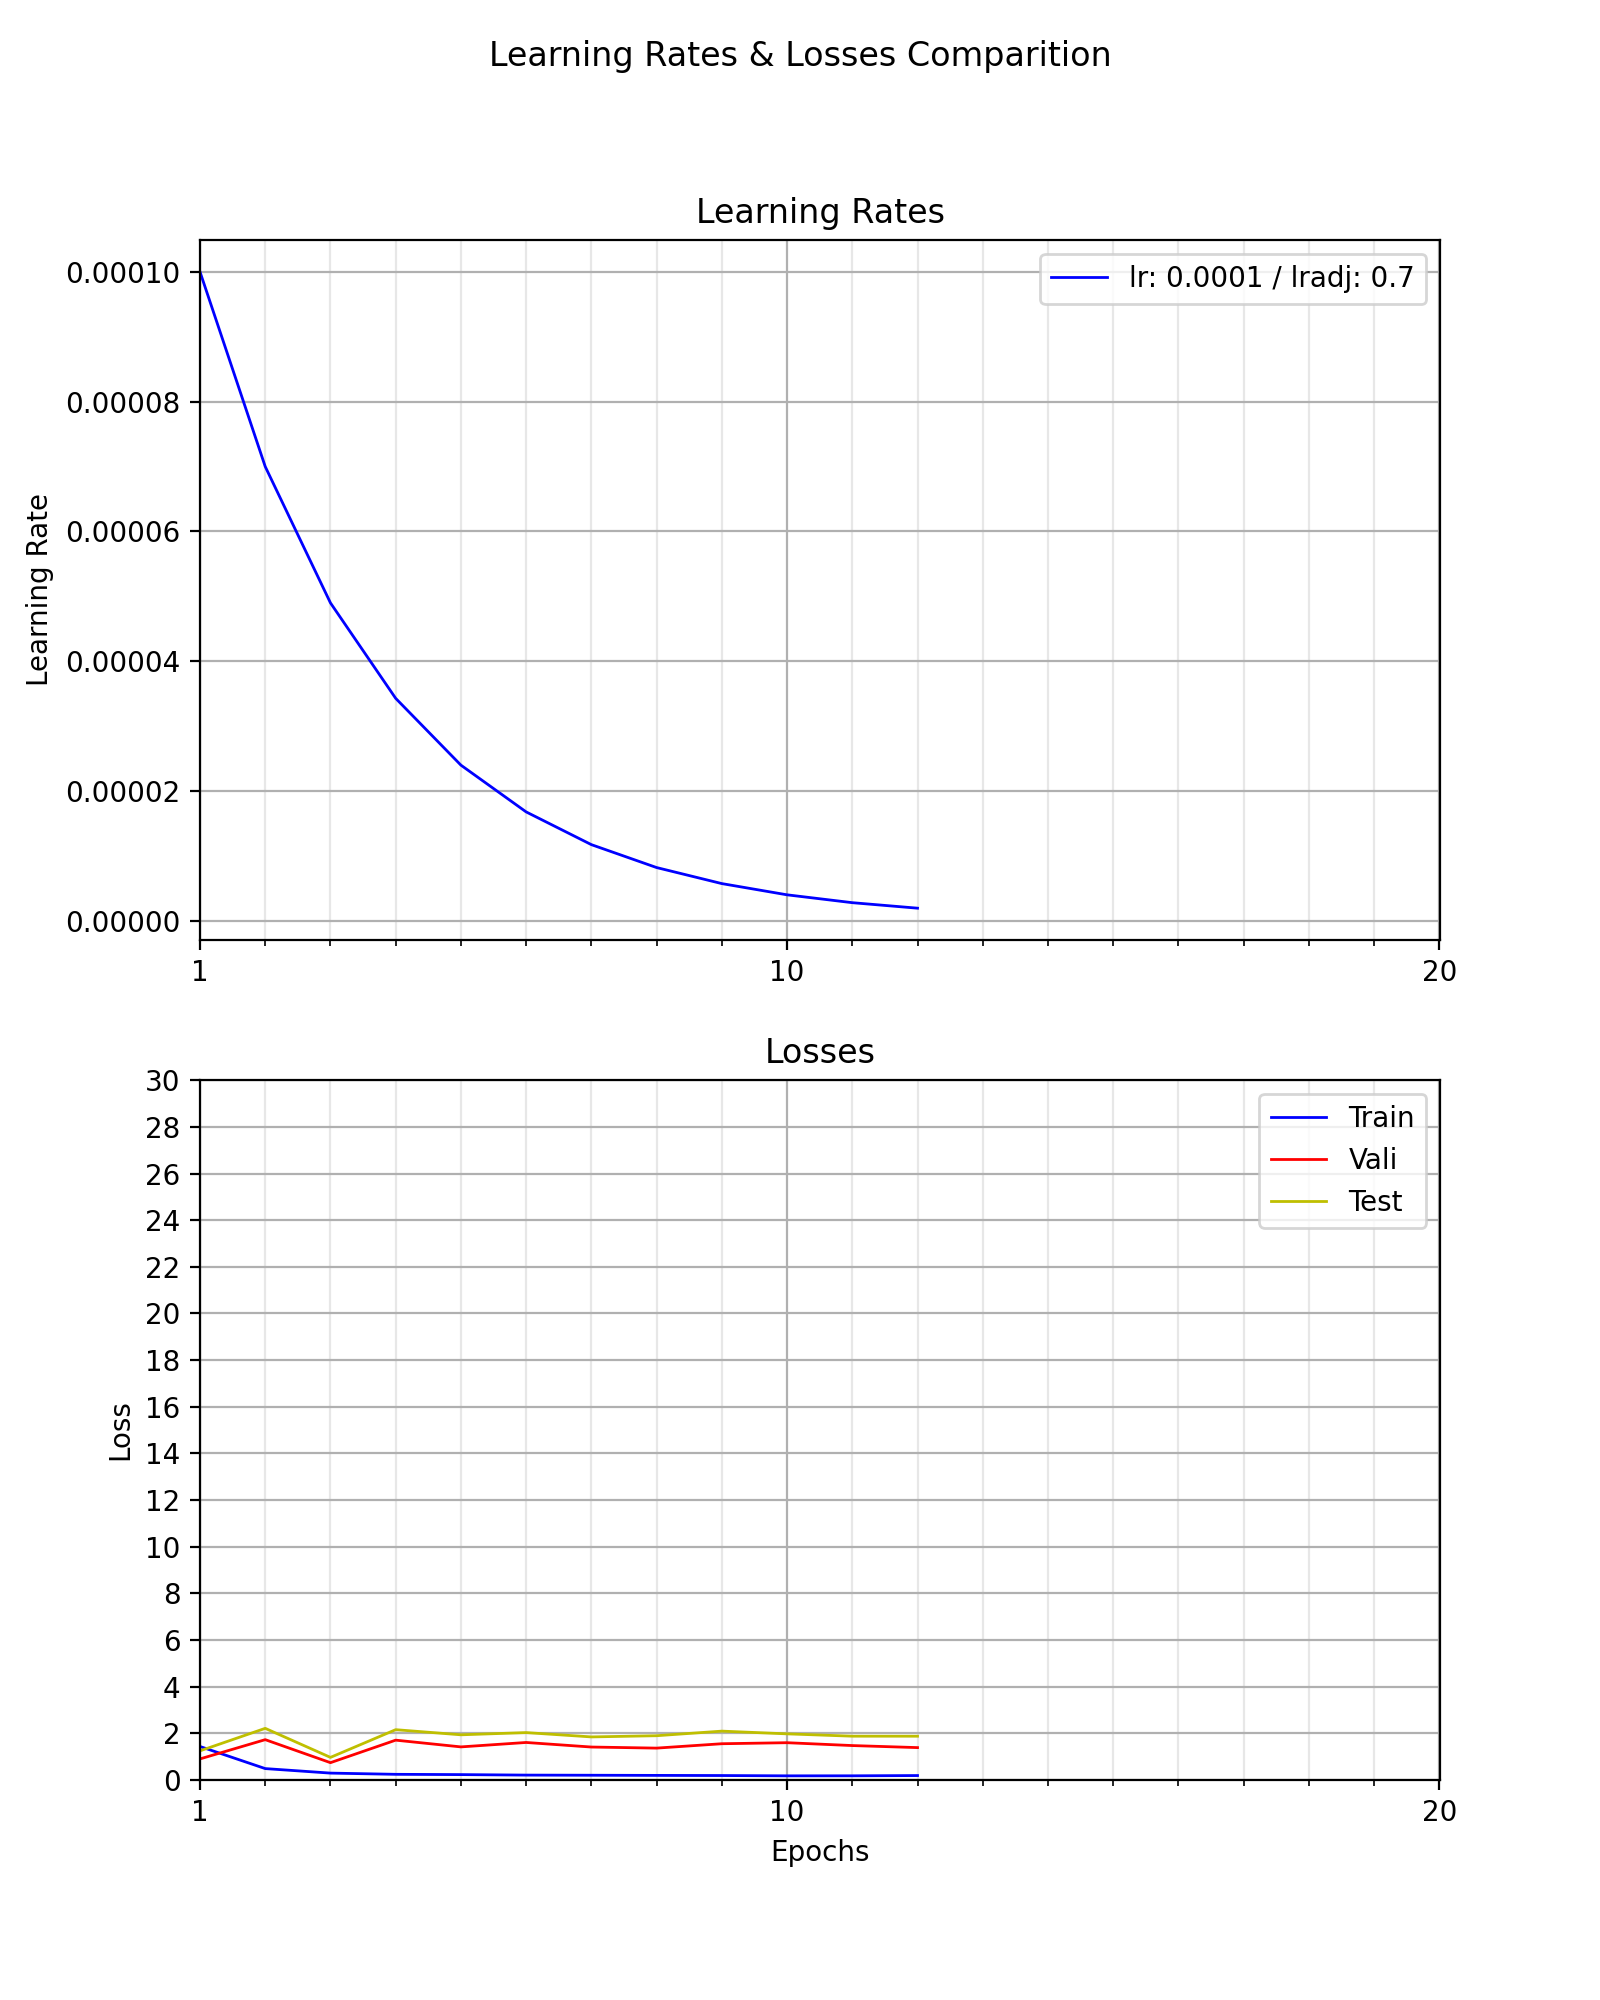 Learning Rates & Losses Comparition
Learning Rates
lr: 0.0001 / lradj: 0.7
Learning Rate
0.00010
0.00008
0.00006
0.00004
0.00002
0.00000
1 10 20
Losses
Train
Vali
Test
Loss
30
28
26
24
22
20
18
16
14
12
10
8
6
4
2
0
1 10 20
Epochs